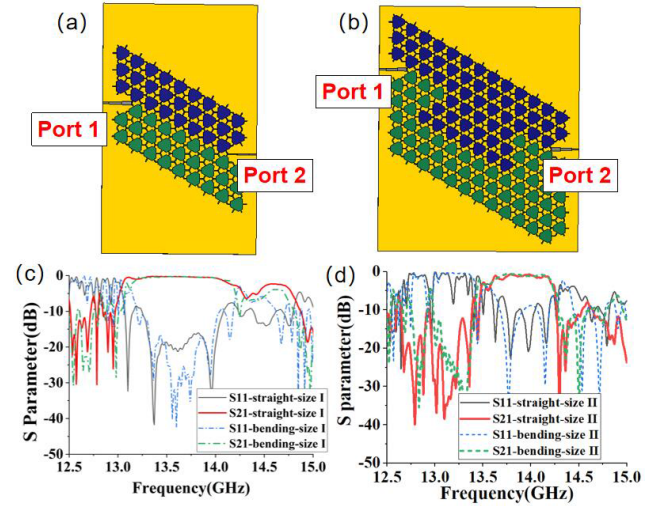 (a)
(b)
Port 1
Port 2
Port 1
Port 2
(c)
S Parameter(dB)
0
-10
-20
-30
-40
-50
12.5
13.0
13.5
14.0
14.5
15.0
Frequency(GHz)
S11-straight-size I
S21-straight-size I
S11-bending-size I
S21-bending-size I
(d)
S parameter(dB)
0
-10
-20
-30
-40
-50
12.5
13.0
13.5
14.0
14.5
15.0
Frequency(GHz)
S11-straight-size II
S21-straight-size II
S11-bending-size II
S21-bending-size II